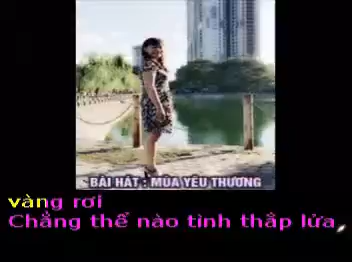 BÀI HÁT : MÙA YÊU THƯƠNG
vàng rơi
Chẳng thể nào tình thắp lửa